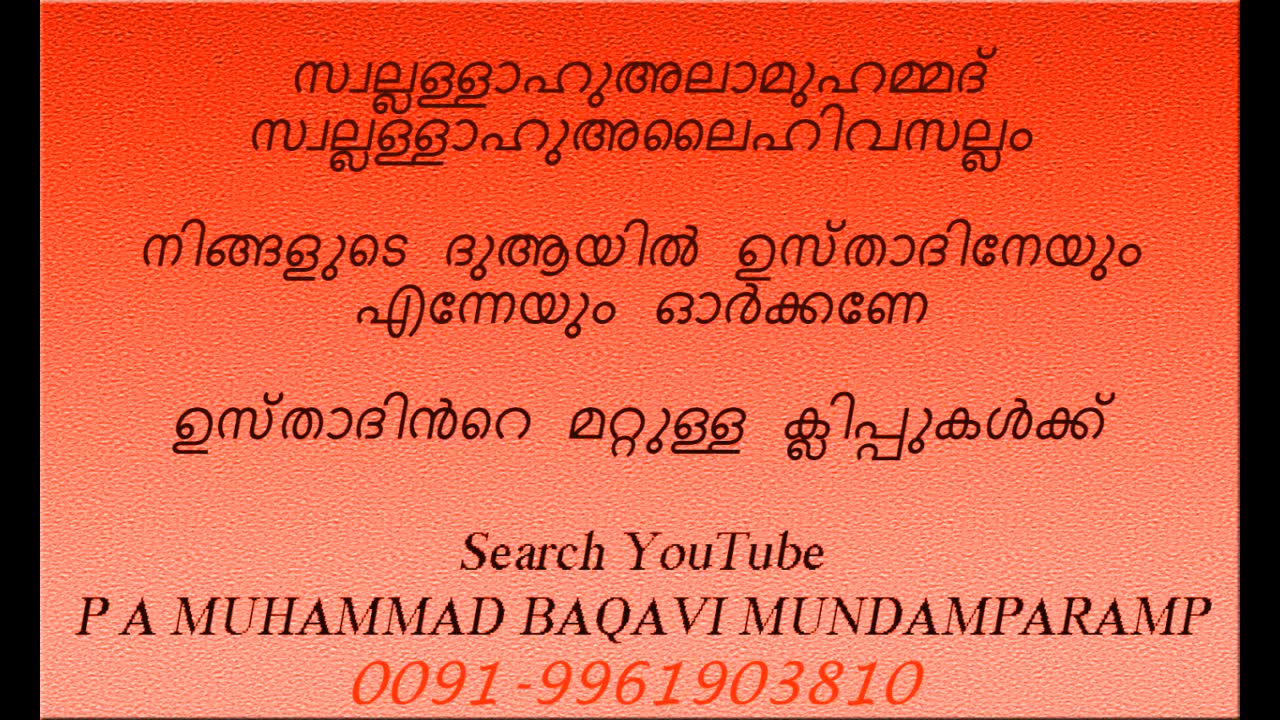 സ്വല്ലള്ളാഹുഅലാമുഹമ്മദ്
സ്വല്ലള്ളാഹുഅലൈഹിവസല്ലം
നിങ്ങളുടെ ദുആയിൽ ഉസ്താദിനേയും
എന്നേയും ഓർക്കണേ
ഉസ്താദിൻറെ മറ്റുള്ള ക്ലിപ്പുകൾക്ക്
Search YouTube
P A MUHAMMAD BAQAVI MUNDAMPARAMP
0091-9961903810